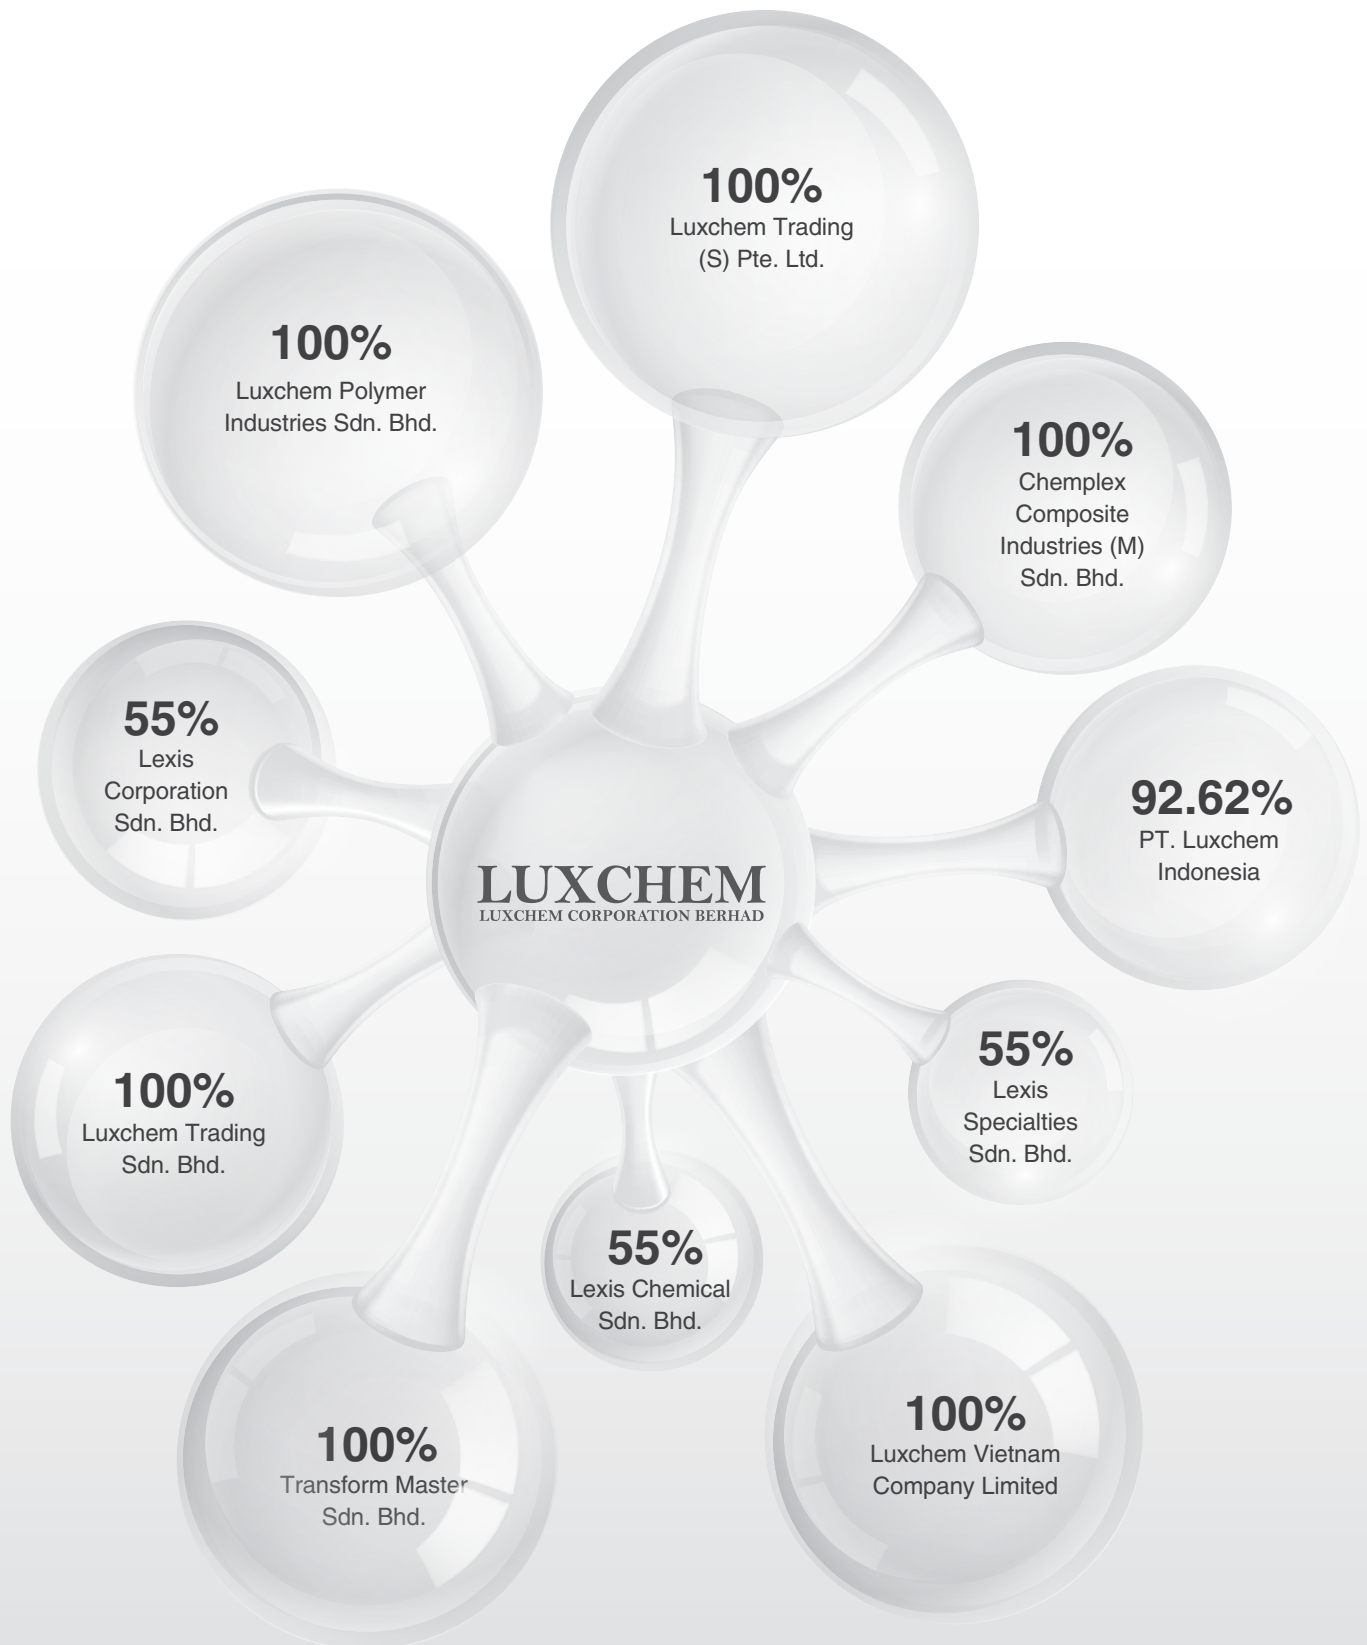 100%
Luxchem Trading
(S) Pte. Ltd.
100%
Luxchem Polymer
Industries Sdn. Bhd.
100%
Chemplex
Composite
Industries (M)
Sdn. Bhd.
55%
Lexis
Corporation
Sdn. Bhd.
92.62%
PT. Luxchem
Indonesia
LUXCHEM
LUXCHEM CORPORATION BERHAD
55%
Lexis
Specialties
Sdn. Bhd.
100%
Luxchem Trading
Sdn. Bhd.
55%
Lexis Chemical
Sdn. Bhd.
100%
Luxchem Vietnam
Company Limited
100%
Transform Master
Sdn. Bhd.